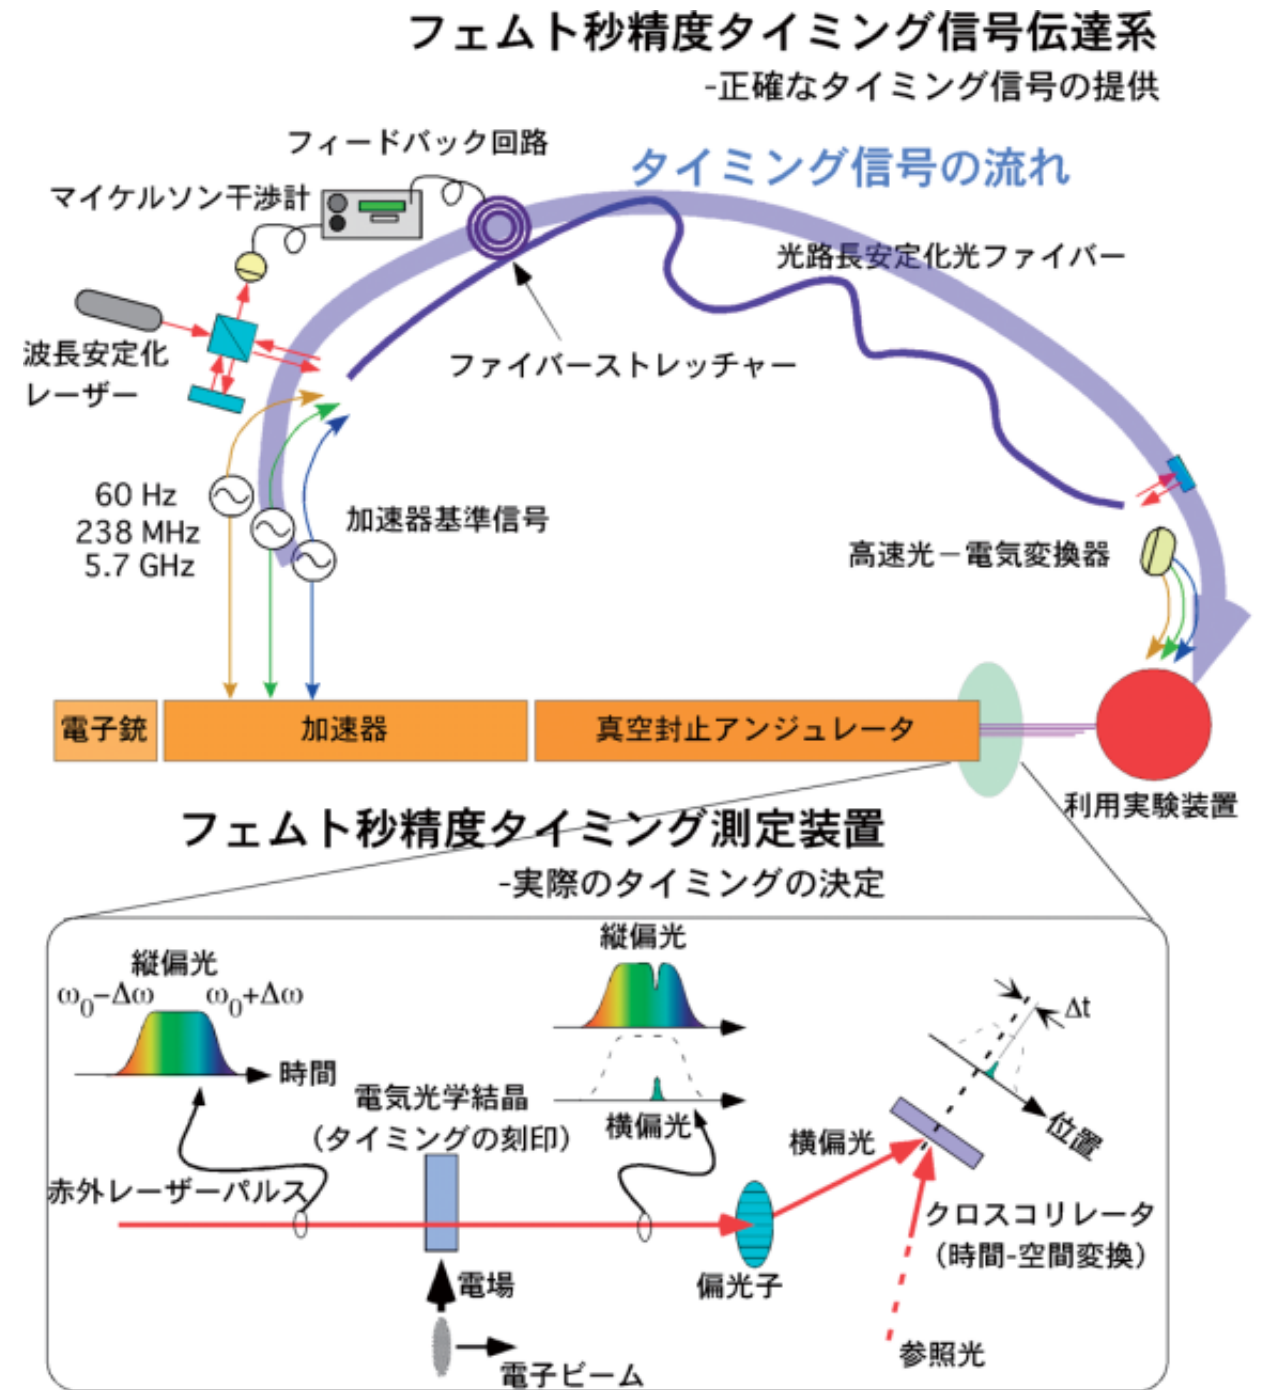 フェムト秒精度タイミング信号伝達系
-正確なタイミング信号の提供
フィードバック回路
タイミング信号の流れ
マイケルソン干渉計
光路長安定化光ファイバー
波長安定化
レーザー
ファイバーストレッチャー
60 Hz
238 MHz
5.7 GHz
加速器基準信号
高速光－電気変換器
電子銃
加速器
真空封止アンジュレータ
利用実験装置
フェムト秒精度タイミング測定装置
-実際のタイミングの決定
縦偏光
ω0−Δω
ω0+Δω
時間
縦偏光
横偏光
Δt
位置
電気光学結晶
（タイミングの刻印）
横偏光
赤外レーザーパルス
クロスコリレータ
（時間-空間変換）
電場
偏光子
電子ビーム
参照光